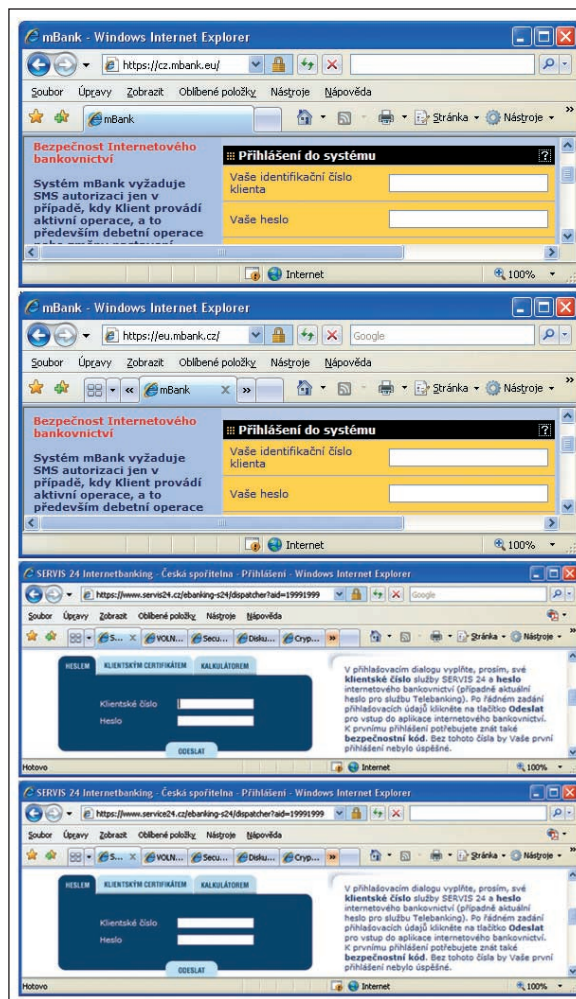 mBank - Windows Internet Explorer
https://cz.mbank.eu/
Soubor Úpravy Zobrazit Oblíbené položky Nástroje Nápověda
mBank Stránka Nástroje »
Bezpečnost Internetového
bankovnictví
Systém mBank vyžaduje
SMS autorizaci jen v
případě, kdy Klient provádí
aktivní operace, a to
především debetní operace
Přihlášení do systému ?
Vaše identifikační číslo
klienta
Vaše heslo
Internet 100%
mBank - Windows Internet Explorer
https://eu.mbank.cz/ Google
Soubor Úpravy Zobrazit Oblíbené položky Nástroje Nápověda
« mBank X » Stránka Nástroje »
Bezpečnost Internetového
bankovnictví
Systém mBank vyžaduje
SMS autorizaci jen v
případě, kdy Klient provádí
aktivní operace, a to
především debetní operace
Přihlášení do systému ?
Vaše identifikační číslo
klienta
Vaše heslo
Internet 100%
SERVIS 24 Internetbanking - Česká spořitelna - Přihlášení - Windows Internet Explorer
https://www.servis24.cz/ebanking-s24/dispatcher?aid=19991999 Google
Soubor Úpravy Zobrazit Oblíbené položky Nástroje Nápověda
S... X VOLN... Secu... Disku... Cryp... » Stránka Nástroje »
HESLEM KLIENTSKÝM CERTIFIKÁTEM KALKULÁTOREM
Klientské číslo
Heslo
ODESLAT
V přihlašovacím dialogu vyplňte, prosím, své
klientské číslo služby SERVIS 24 a heslo
internetového bankovnictví (případně aktuální
heslo pro službu Telebanking). Po řádném zadání
přihlašovacích údajů klikněte na tlačítko Odeslat
pro vstup do aplikace internetového bankovnictví.
K prvnímu přihlášení potřebujete znát také
bezpečnostní kód. Bez tohoto čísla by Vaše první
přihlášení nebylo úspěšné.
Hotovo Internet 100%
SERVIS 24 Internetbanking - Česká spořitelna - Přihlášení - Windows Internet Explorer
https://www.service24.cz/ebanking-s24/dispatcher?aid=19991999 Google
Soubor Úpravy Zobrazit Oblíbené položky Nástroje Nápověda
S... X VOLN... Secu... Disku... Cryp... » Stránka Nástroje »
HESLEM KLIENTSKÝM CERTIFIKÁTEM KALKULÁTOREM
Klientské číslo
Heslo
ODESLAT
V přihlašovacím dialogu vyplňte, prosím, své
klientské číslo služby SERVIS 24 a heslo
internetového bankovnictví (případně aktuální
heslo pro službu Telebanking). Po řádném zadání
přihlašovacích údajů klikněte na tlačítko Odeslat
pro vstup do aplikace internetového bankovnictví.
K prvnímu přihlášení potřebujete znát také
bezpečnostní kód. Bez tohoto čísla by Vaše první
přihlášení nebylo úspěšné.
Hotovo Internet 100%